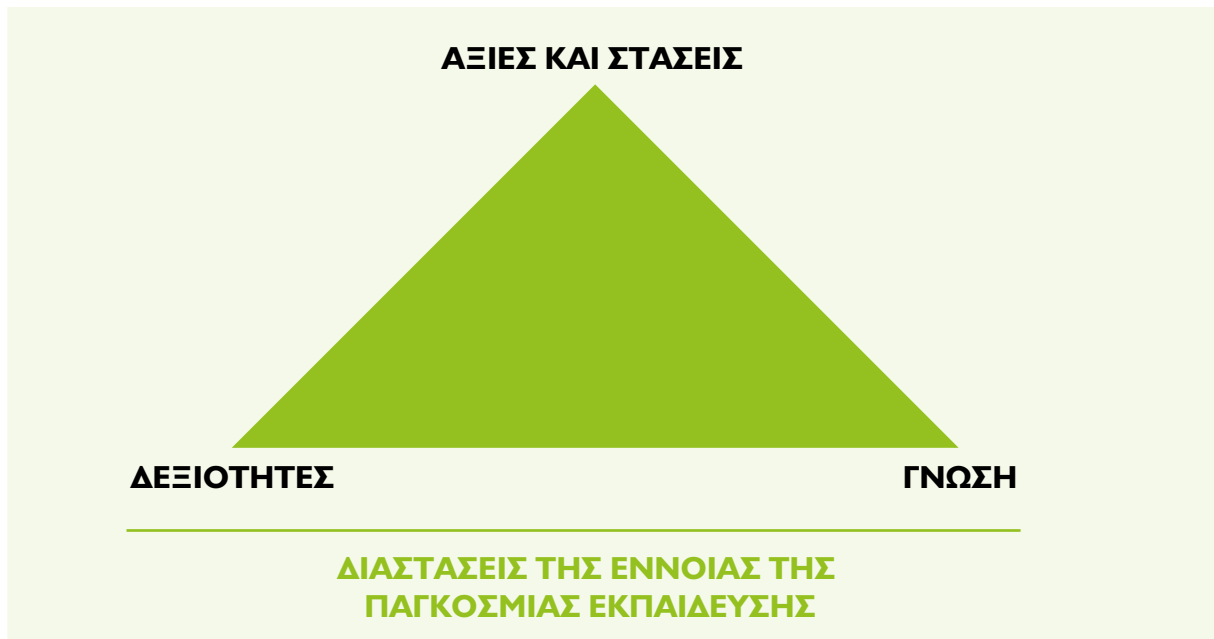 ΑΞΙΕΣ ΚΑΙ ΣΤΑΣΕΙΣ
ΔΕΞΙΟΤΗΤΕΣ
ΓΝΩΣΗ
ΔΙΑΣΤΑΣΕΙΣ ΤΗΣ ΕΝΝΟΙΑΣ ΤΗΣ
ΠΑΓΚΟΣΜΙΑΣ ΕΚΠΑΙΔΕΥΣΗΣ